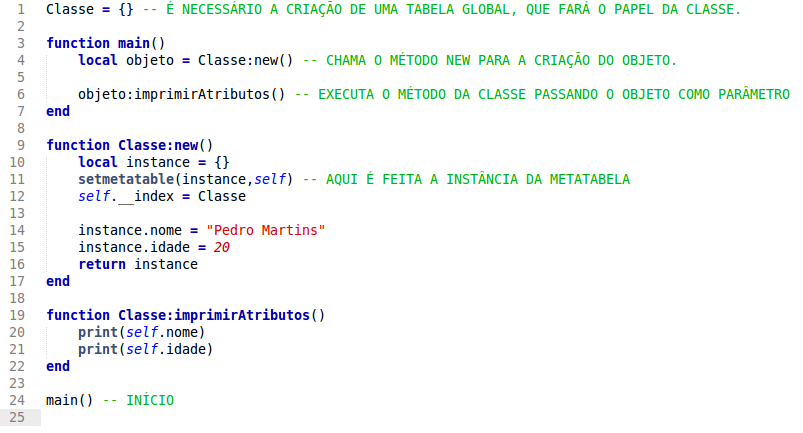 1 Classe = {} -- É NECESSÁRIO A CRIAÇÃO DE UMA TABELA GLOBAL, QUE FARÁ O PAPEL DA CLASSE.
2
3 function main()
4     local objeto = Classe:new() -- CHAMA O MÉTODO NEW PARA A CRIAÇÃO DO OBJETO.
5
6     objeto:imprimirAtributos() -- EXECUTA O MÉTODO DA CLASSE PASSANDO O OBJETO COMO PARÂMETRO
7 end
8
9 function Classe:new()
10     local instance = {}
11     setmetatable(instance,self) -- AQUI É FEITA A INSTÂNCIA DA METATABELA
12     self.__index = Classe
13
14     instance.nome = "Pedro Martins"
15     instance.idade = 20
16     return instance
17 end
18
19 function Classe:imprimirAtributos()
20     print(self.nome)
21     print(self.idade)
22 end
23
24 main() -- INÍCIO
25